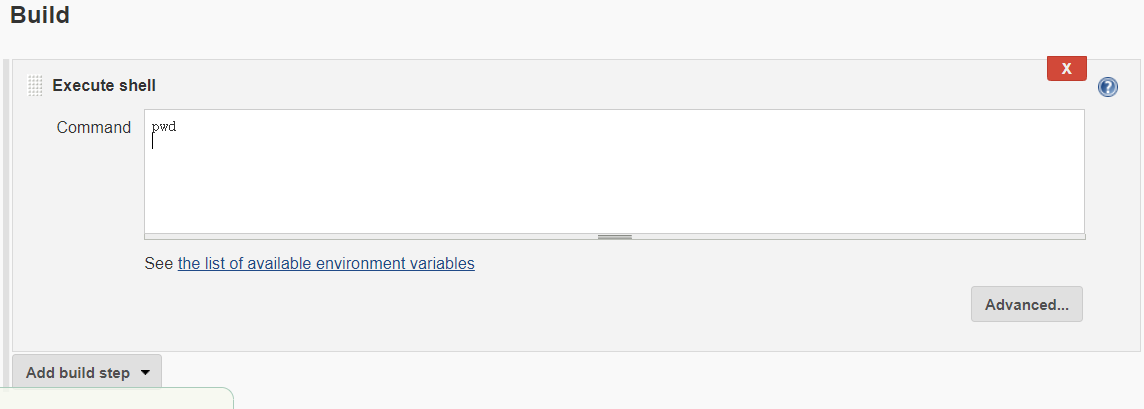 Build
X
Execute shell
?
Command
pwd
See the list of available environment variables
Advanced...
Add build step